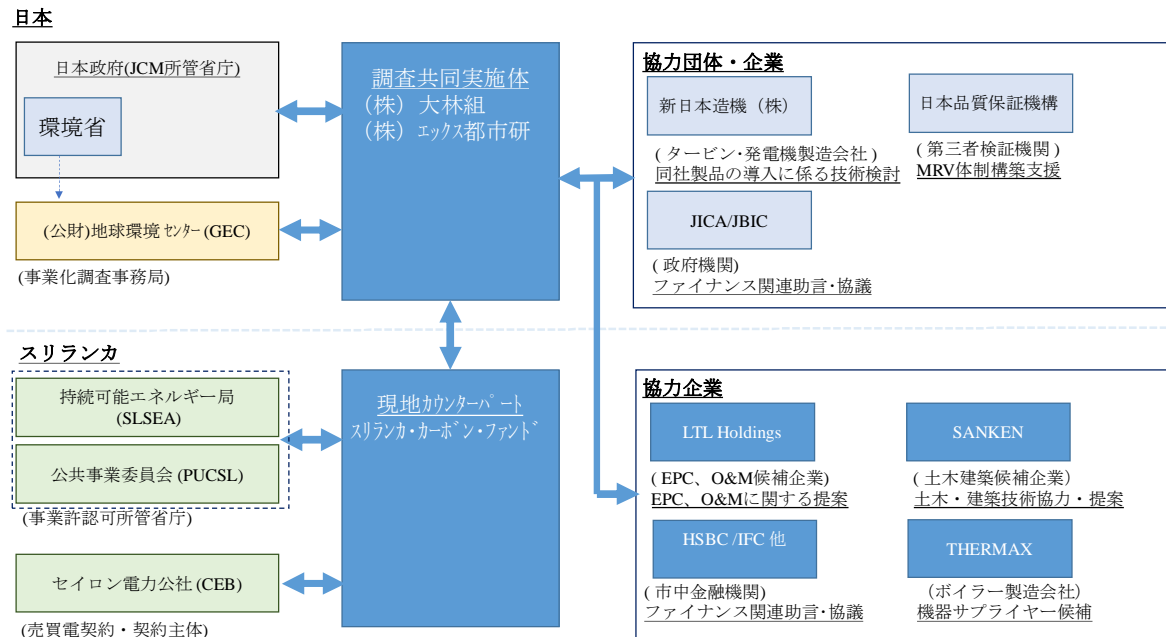 日本
日本政府(JCM所管省庁)
環境省
(公財)地球環境センター(GEC)
(事業化調査事務局)
調査共同実施体
(株) 大林組
(株) エックス都市研
協力団体・企業
新日本造機(株)
(タービン・発電機製造会社)
同社製品の導入に係る技術検討
日本品質保証機構
(第三者検証機関)
MRV体制構築支援
JICA/JBIC
(政府機関)
ファイナンス関連助言・協議
スリランカ
持続可能エネルギー局
(SLSEA)
公共事業委員会(PUCSL)
(事業許認可所管省庁)
セイロン電力公社(CEB)
(売買電契約・契約主体)
現地カウンターパート
スリランカ・カーボン・ファンド
協力企業
LTL Holdings
(EPC、O&M候補企業)
EPC、O&Mに関する提案
SANKEN
(土木建築候補企業)
土木・建築技術協力・提案
HSBC /IFC 他
(市中金融機関)
ファイナンス関連助言・協議
THERMAX
(ボイラー製造会社)
機器サプライヤー候補